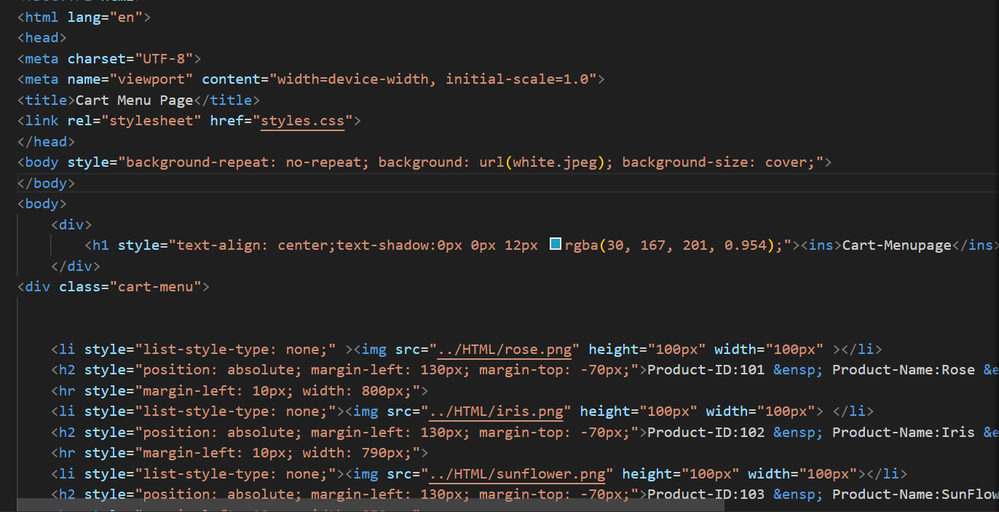 <html lang="en">
<head>
<meta charset="UTF-8">
<meta name="viewport" content="width=device-width, initial-scale=1.0">
<title>Cart Menu Page</title>
<link rel="stylesheet" href="styles.css">
</head>
<body style="background-repeat: no-repeat; background: url(white.jpeg); background-size: cover;">
</body>
<body>
<div>
<h1 style="text-align: center;text-shadow:0px 0px 12px rgba(30, 167, 201, 0.954);"><ins>Cart-Menupage</ins>
</div>
<div class="cart-menu">
<li style="list-style-type: none;" ><img src="../HTML/rose.png" height="100px" width="100px" ></li>
<h2 style="position: absolute; margin-left: 130px; margin-top: -70px;">Product-ID:101 &ensp; Product-Name:Rose &e
<hr style="margin-left: 10px; width: 800px;">
<li style="list-style-type: none;"><img src="../HTML/iris.png" height="100px" width="100px"> </li>
<h2 style="position: absolute; margin-left: 130px; margin-top: -70px;">Product-ID:102 &ensp; Product-Name:Iris &e
<hr style="margin-left: 10px; width: 790px;">
<li style="list-style-type: none;"><img src="../HTML/sunflower.png" height="100px" width="100px"></li>
<h2 style="position: absolute; margin-left: 130px; margin-top: -70px;">Product-ID:103 &ensp; Product-Name:SunFlow